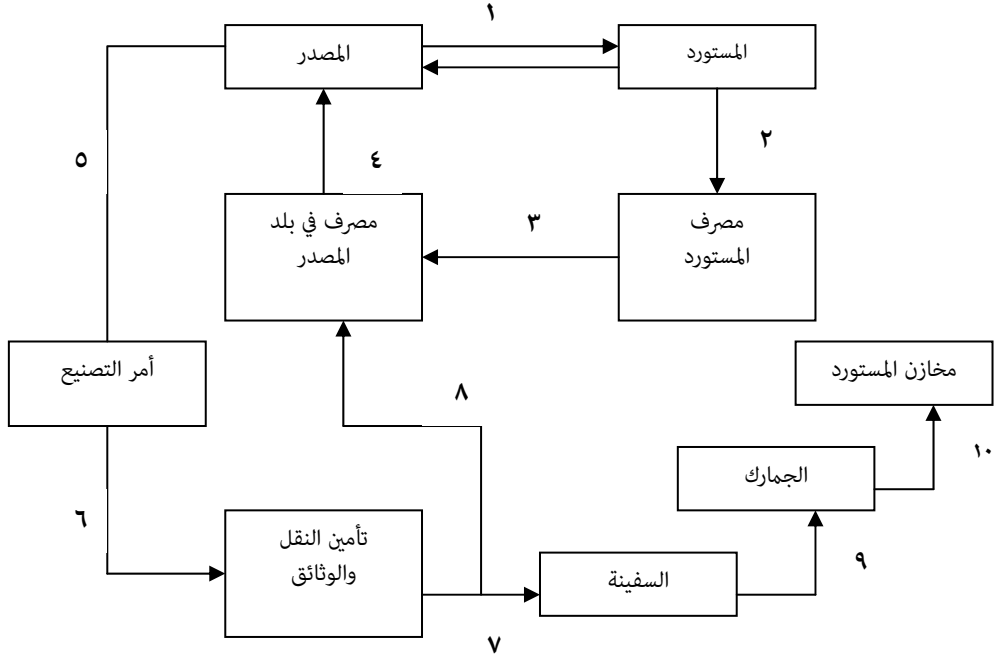 ١
المستورد
المصدر
٢
٥
٤
مصرف
المستورد
٣
مصرف في بلد
المصدر
أمر التصنيع
مخازن المستورد
٨
١٠
الجمارك
٦
تأمين النقل
والوثائق
٩
السفينة
٧